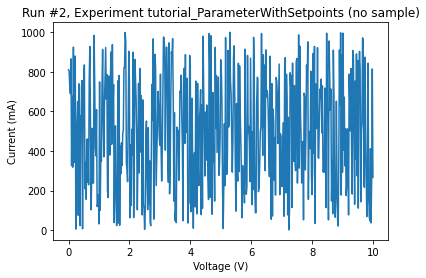 Run #2, Experiment tutorial_ParameterWithSetpoints (no sample)
1000
800
600
400
200
0
Current (mA)
0 2 4 6 8 10
Voltage (V)